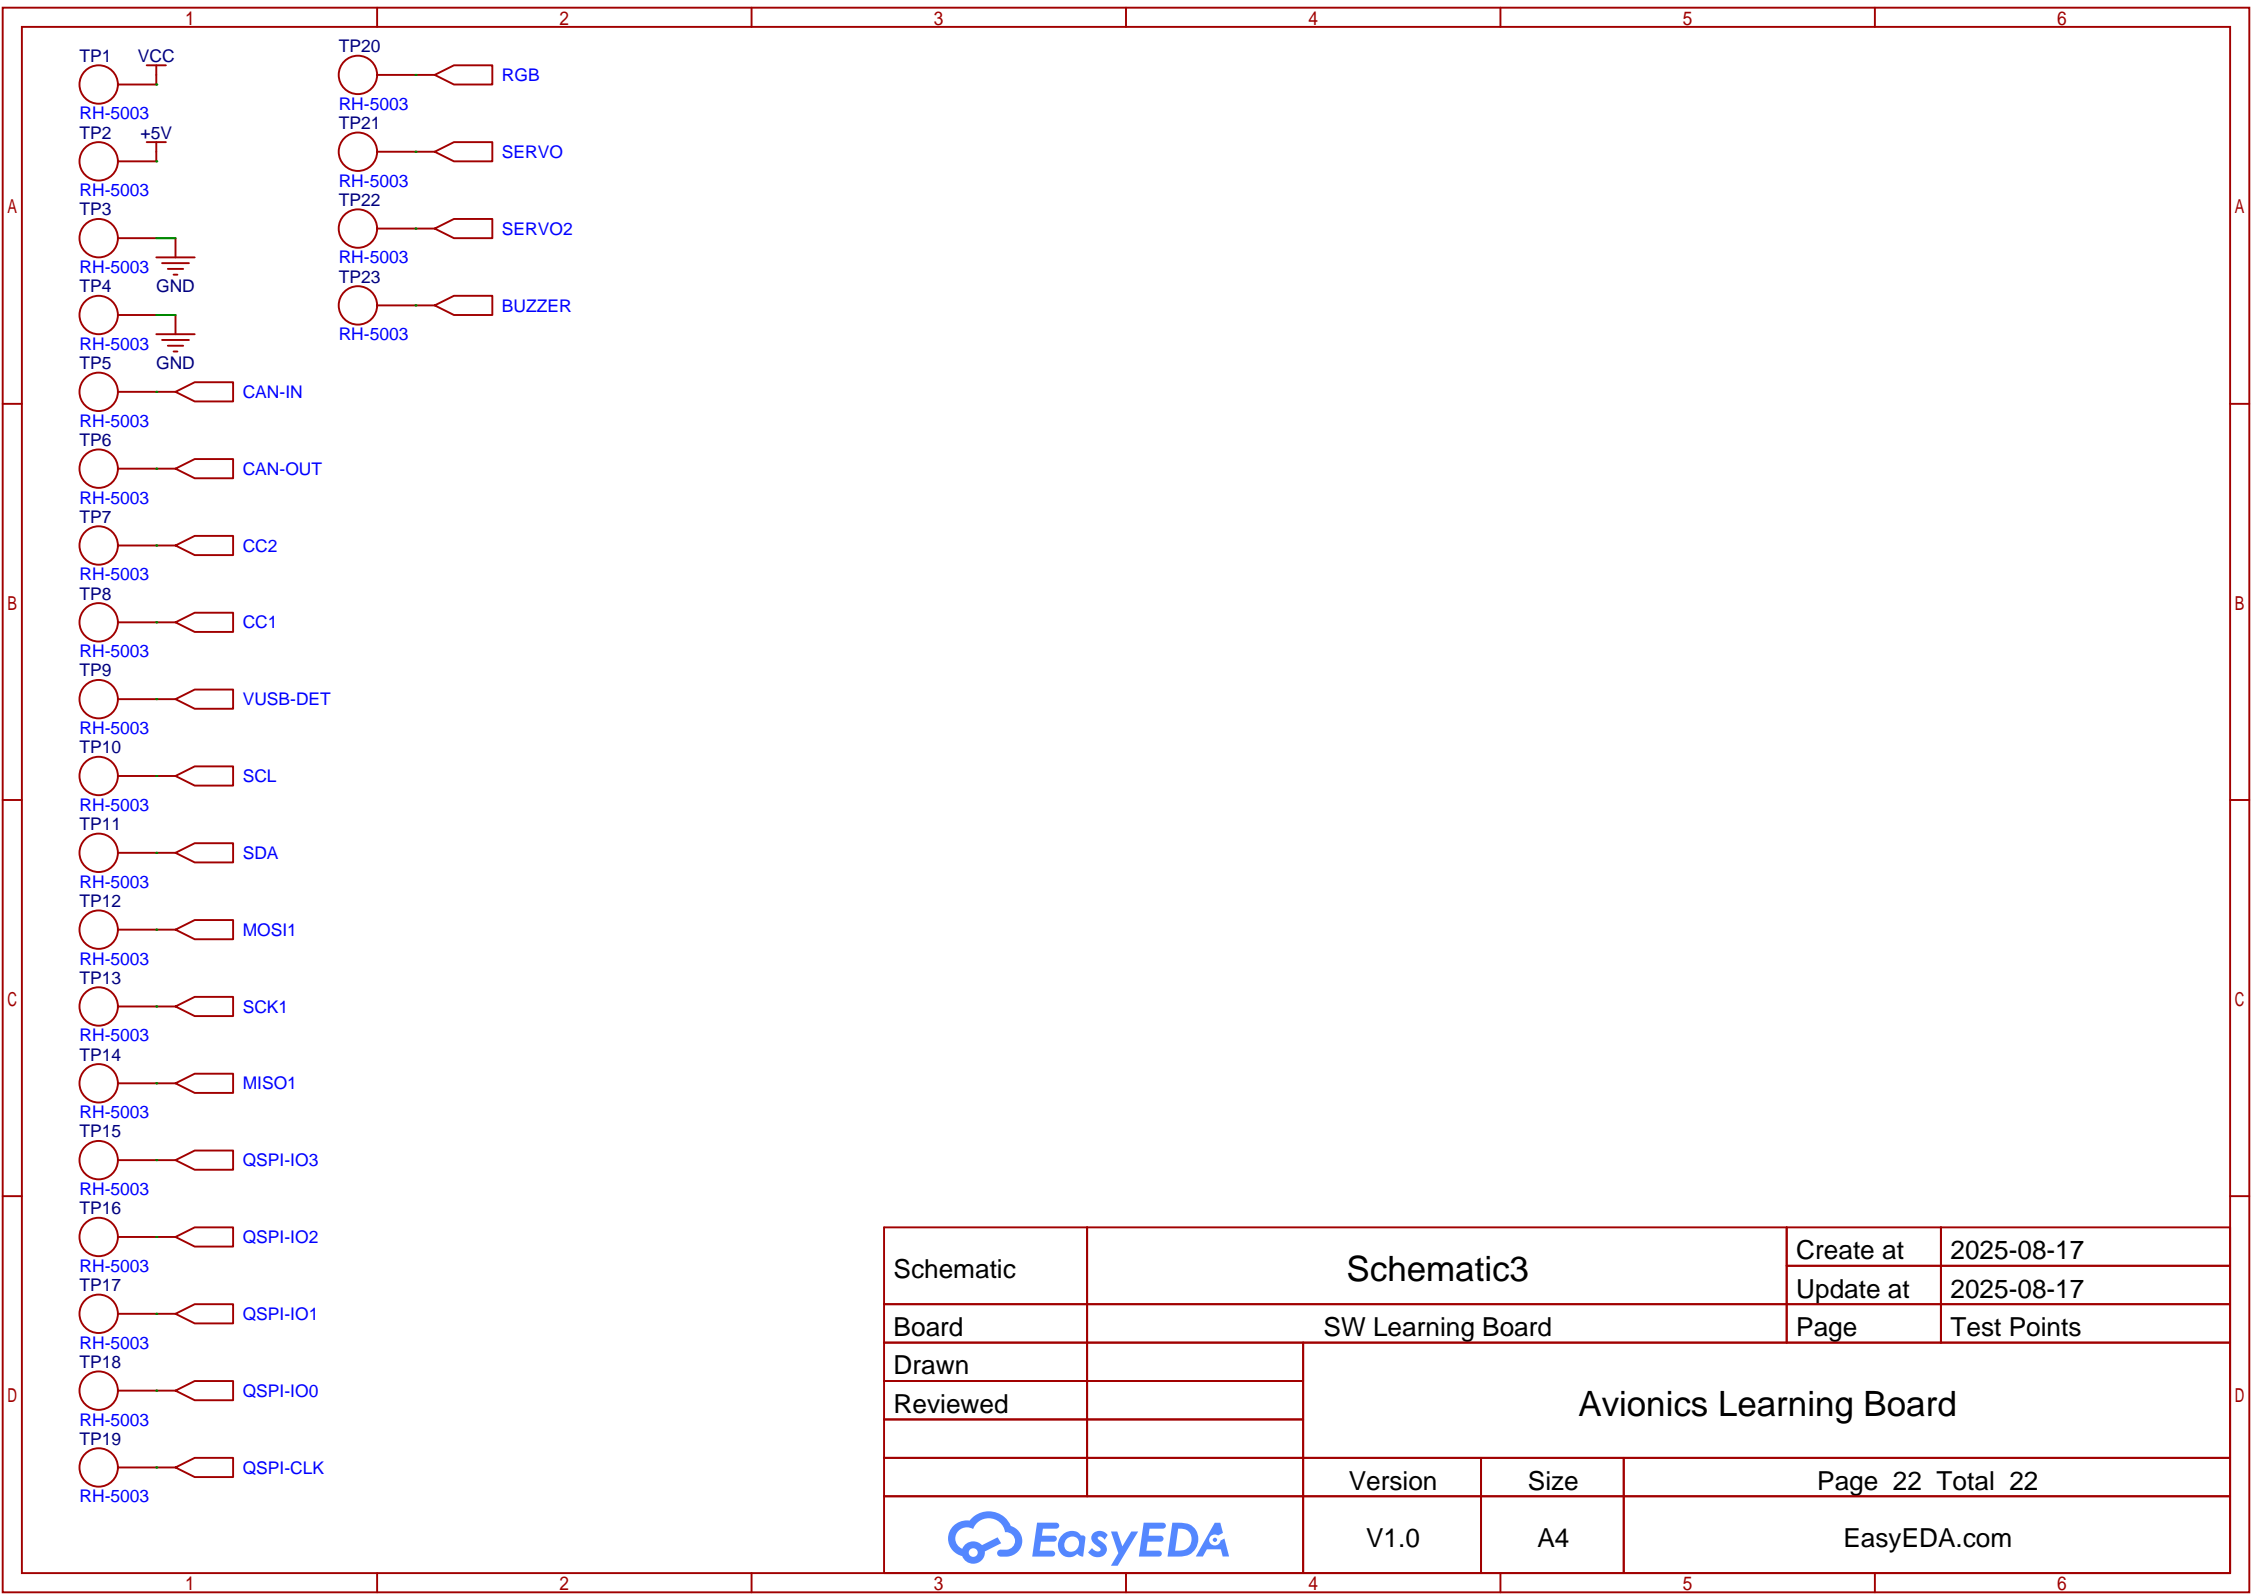 1 2 3 4 5 6
TP1 VCC
RH-5003
TP2 +5V
RH-5003
TP3
RH-5003
GND
TP4
RH-5003
GND
TP5
CAN-IN
RH-5003
TP6
CAN-OUT
RH-5003
TP7
CC2
RH-5003
TP8
CC1
RH-5003
TP9
VUSB-DET
RH-5003
TP10
SCL
RH-5003
TP11
SDA
RH-5003
TP12
MOSI1
RH-5003
TP13
SCK1
RH-5003
TP14
MISO1
RH-5003
TP15
QSPI-IO3
RH-5003
TP16
QSPI-IO2
RH-5003
TP17
QSPI-IO1
RH-5003
TP18
QSPI-IO0
RH-5003
TP19
QSPI-CLK
RH-5003
TP20
RGB
RH-5003
TP21
SERVO
RH-5003
TP22
SERVO2
RH-5003
TP23
BUZZER
RH-5003
A A
B B
C C
D D
Schematic Schematic3 Create at 2025-08-17
Update at 2025-08-17
Board SW Learning Board Page Test Points
Drawn
Reviewed
Avionics Learning Board
Version Size Page 22 Total 22
EasyEDA V1.0 A4 EasyEDA.com
1 2 3 4 5 6